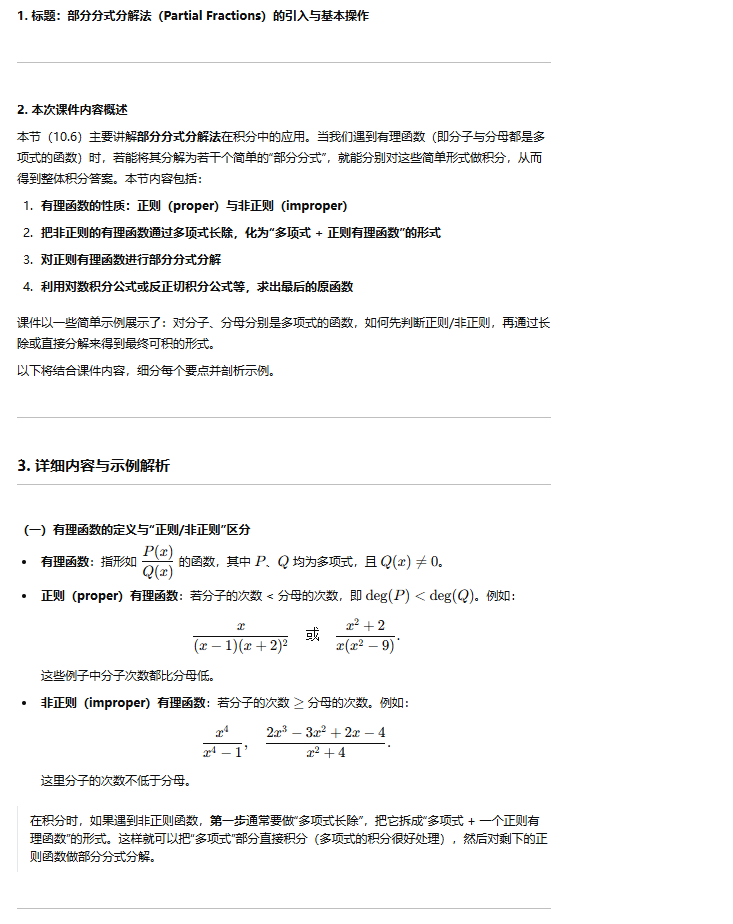 1. 标题：部分分式分解法（Partial Fractions）的引入与基本操作
2. 本次课件内容概述
本节（10.6）主要讲解部分分式分解法在积分中的应用。当我们遇到有理函数（即分子与分母都是多
项式的函数）时，若能将其分解为若干个简单的“部分分式”，就能分别对这些简单形式做积分，从而
得到整体积分答案。本节内容包括：
1. 有理函数的性质：正则（proper）与非正则（improper）
2. 把非正则的有理函数通过多项式长除，化为“多项式 + 正则有理函数”的形式
3. 对正则有理函数进行部分分式分解
4. 利用对数积分公式或反正切积分公式等，求出最后的原函数
课件以一些简单示例展示了：对分子、分母分别是多项式的函数，如何先判断正则/非正则，再通过长
除或直接分解来得到最终可积的形式。
以下将结合课件内容，细分每个要点并剖析示例。
3. 详细内容与示例解析
（一）有理函数的定义与“正则/非正则”区分
• 有理函数：指形如 P(x)/Q(x) 的函数，其中 P、Q 均为多项式，且 Q(x) ≠ 0。
• 正则（proper）有理函数：若分子的次数 < 分母的次数，即 deg(P) < deg(Q)。例如：
x/((x − 1)(x + 2)²) 或 (x² + 2)/(x(x² − 9)).
这些例子中分子次数都比分母低。
• 非正则（improper）有理函数：若分子的次数 ≥ 分母的次数。例如：
x⁴/(x⁴ − 1), (2x³ − 3x² + 2x − 4)/(x² + 4).
这里分子的次数不低于分母。
在积分时，如果遇到非正则函数，第一步通常要做“多项式长除”，把它拆成“多项式 + 一个正则有
理函数”的形式。这样就可以把“多项式”部分直接积分（多项式的积分很好处理），然后对剩下的正
则函数做部分分式分解。